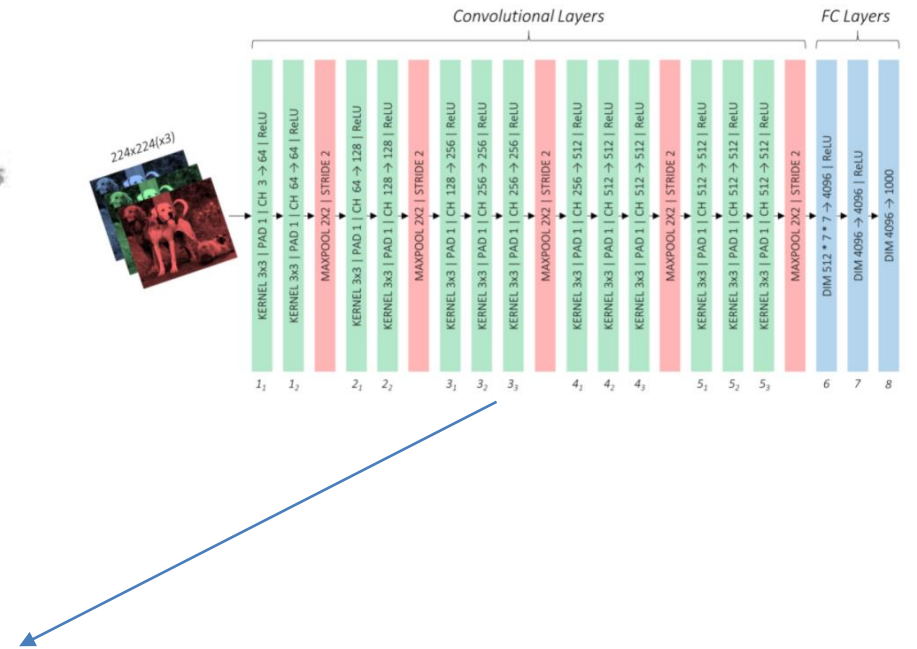 Convolutional Layers
FC Layers
224x224(x3)
KERNEL 3x3 | PAD 1 | CH 3 → 64 | ReLU
KERNEL 3x3 | PAD 1 | CH 64 → 64 | ReLU
MAXPOOL 2X2 | STRIDE 2
KERNEL 3x3 | PAD 1 | CH 64 → 128 | ReLU
KERNEL 3x3 | PAD 1 | CH 128 → 128 | ReLU
MAXPOOL 2X2 | STRIDE 2
KERNEL 3x3 | PAD 1 | CH 128 → 256 | ReLU
KERNEL 3x3 | PAD 1 | CH 256 → 256 | ReLU
KERNEL 3x3 | PAD 1 | CH 256 → 256 | ReLU
MAXPOOL 2X2 | STRIDE 2
KERNEL 3x3 | PAD 1 | CH 256 → 512 | ReLU
KERNEL 3x3 | PAD 1 | CH 512 → 512 | ReLU
KERNEL 3x3 | PAD 1 | CH 512 → 512 | ReLU
MAXPOOL 2X2 | STRIDE 2
KERNEL 3x3 | PAD 1 | CH 512 → 512 | ReLU
KERNEL 3x3 | PAD 1 | CH 512 → 512 | ReLU
KERNEL 3x3 | PAD 1 | CH 512 → 512 | ReLU
MAXPOOL 2X2 | STRIDE 2
DIM 512 * 7 * 7 → 4096 | ReLU
DIM 4096 → 4096 | ReLU
DIM 4096 → 1000
1₁ 1₂ 2₁ 2₂ 3₁ 3₂ 3₃ 4₁ 4₂ 4₃ 5₁ 5₂ 5₃ 6 7 8